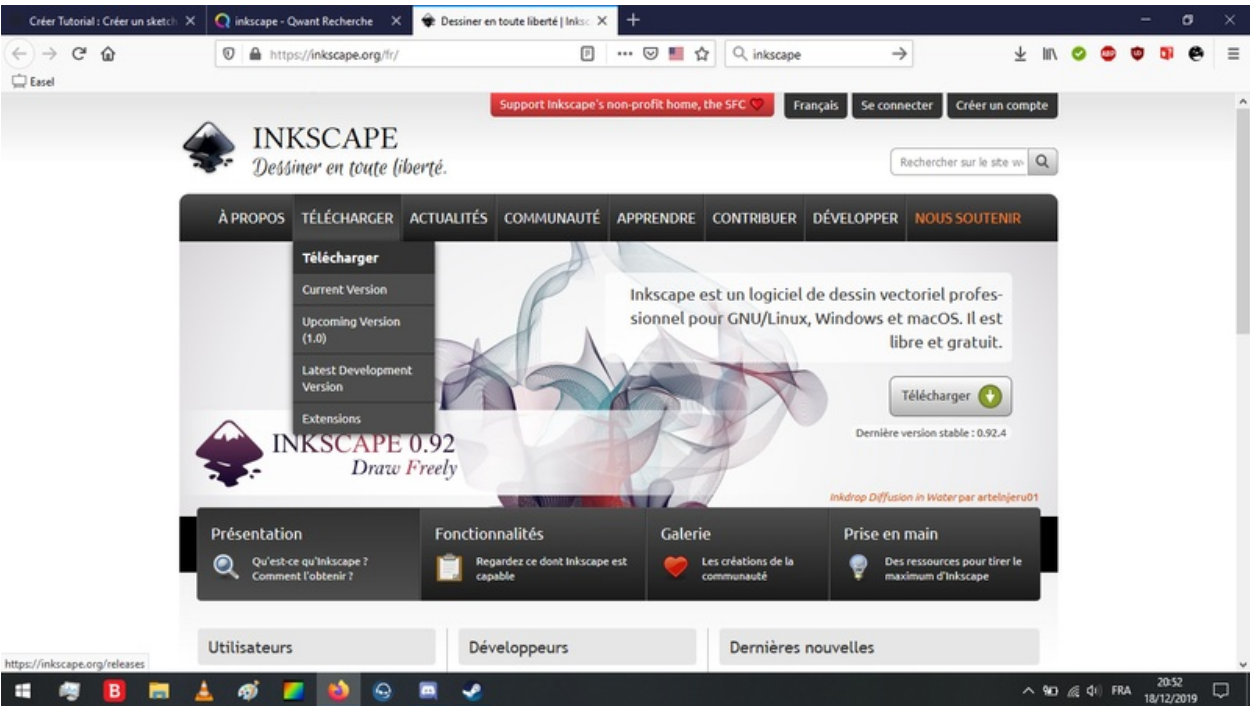 Créer Tutorial : Créer un sketch
inkscape - Qwant Recherche
Dessiner en toute liberté | Inksc
https://inkscape.org/fr/
inkscape
Easel
Support Inkscape's non-profit home, the SFC
Français
Se connecter
Créer un compte
INKSCAPE
Dessiner en toute liberté.
Rechercher sur le site w
À PROPOS
TÉLÉCHARGER
ACTUALITÉS
COMMUNAUTÉ
APPRENDRE
CONTRIBUER
DÉVELOPPER
NOUS SOUTENIR
Télécharger
Current Version
Upcoming Version
(1.0)
Latest Development
Version
Extensions
Inkscape est un logiciel de dessin vectoriel profes-
sionnel pour GNU/Linux, Windows et macOS. Il est
libre et gratuit.
Télécharger
Dernière version stable : 0.92.4
INKSCAPE 0.92
Draw Freely
Inkdrop Diffusion in Water par artelnjeru01
Présentation
Qu'est-ce qu'Inkscape ?
Comment l'obtenir ?
Fonctionnalités
Regardez ce dont Inkscape est
capable
Galerie
Les créations de la
communauté
Prise en main
Des ressources pour tirer le
maximum d'Inkscape
Utilisateurs
Développeurs
Dernières nouvelles
https://inkscape.org/releases
B
FRA
20:52
18/12/2019